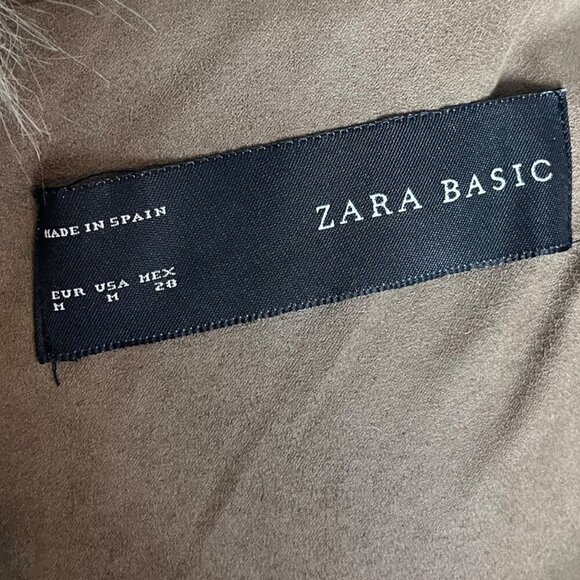 ZARA BASIC
MADE IN SPAIN
EUR USA MEX
M M 28